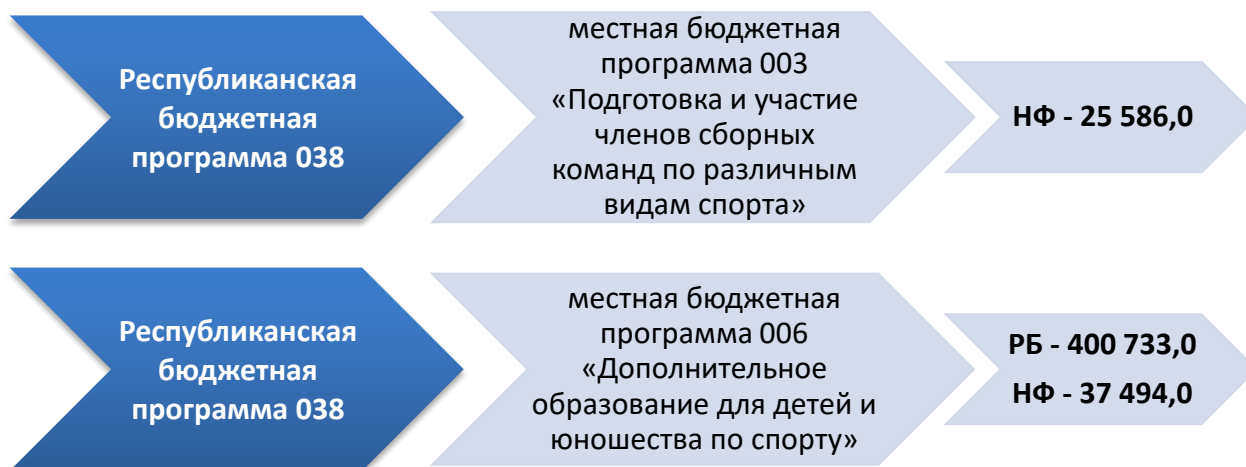 Республиканская
бюджетная
программа 038
местная бюджетная
программа 003
«Подготовка и участие
членов сборных
команд по различным
видам спорта»
НФ - 25 586,0
Республиканская
бюджетная
программа 038
местная бюджетная
программа 006
«Дополнительное
образование для детей и
юношества по спорту»
РБ - 400 733,0
НФ - 37 494,0